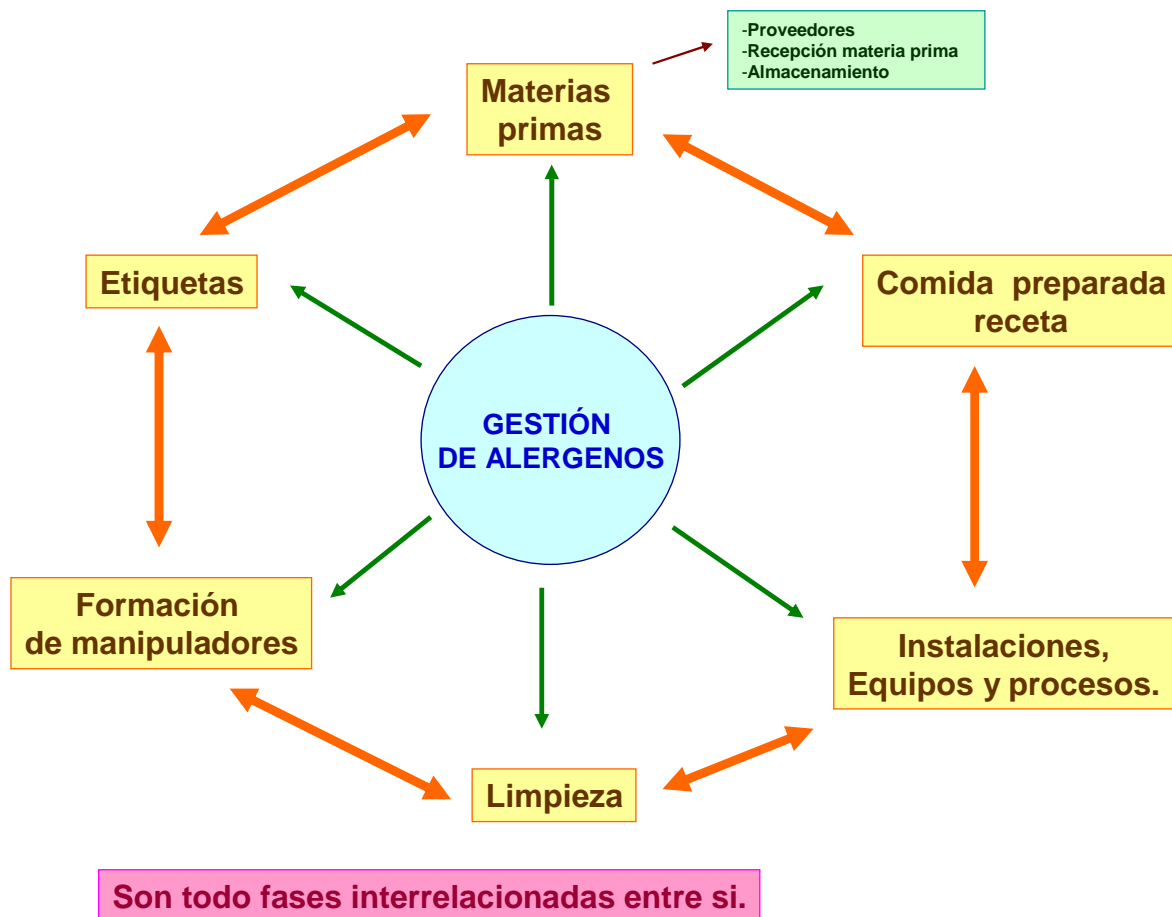 -Proveedores
-Recepción materia prima
-Almacenamiento
Materias
primas
Etiquetas
Comida preparada
receta
GESTIÓN
DE ALERGENOS
Formación
de manipuladores
Instalaciones,
Equipos y procesos.
Limpieza
Son todo fases interrelacionadas entre si.